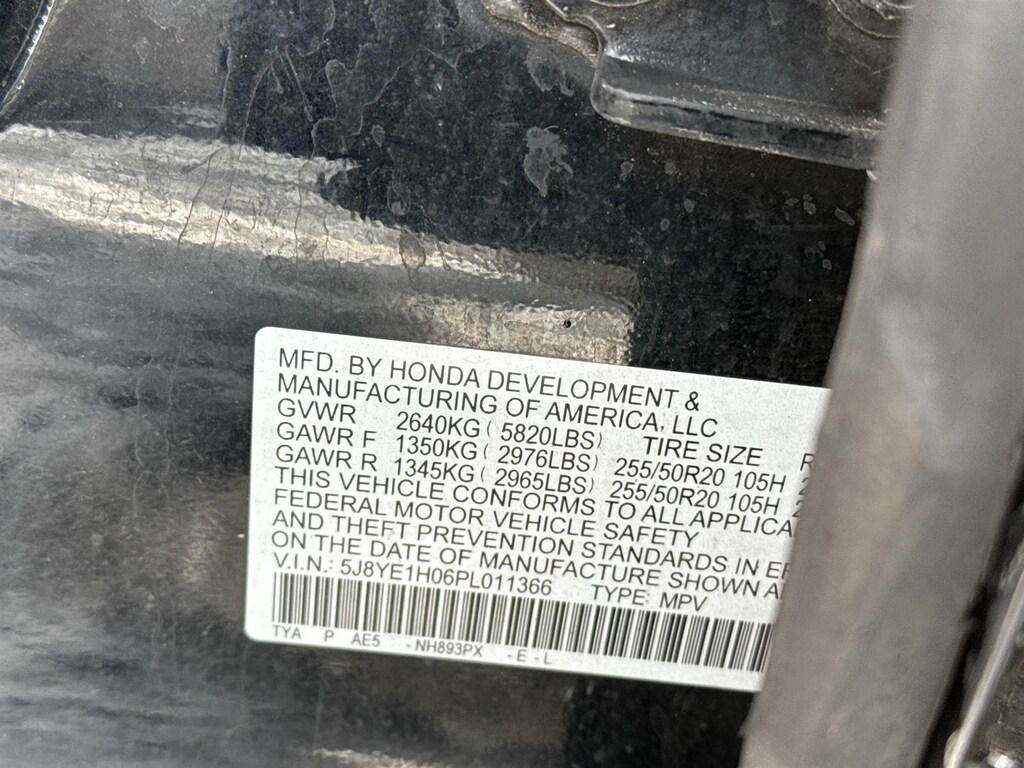 MFD. BY HONDA DEVELOPMENT &
MANUFACTURING OF AMERICA, LLC
GVWR 2640KG ( 5820LBS) TIRE SIZE R
GAWR F 1350KG ( 2976LBS) 255/50R20 105H
GAWR R 1345KG ( 2965LBS) 255/50R20 105H
THIS VEHICLE CONFORMS TO ALL APPLICA
FEDERAL MOTOR VEHICLE SAFETY
AND THEFT PREVENTION STANDARDS IN EF
ON THE DATE OF MANUFACTURE SHOWN A
V.I.N.: 5J8YE1H06PL011366 TYPE: MPV
TYA P AE5 - NH893PX - E - L